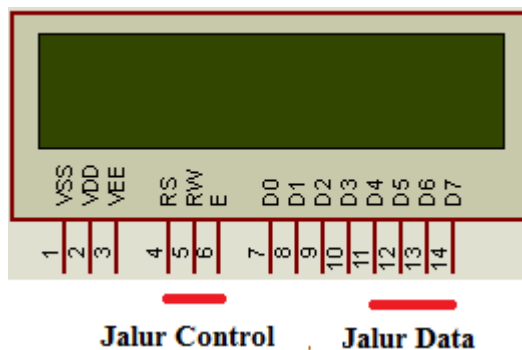 VSS VDD VEE RS RW E D0 D1 D2 D3 D4 D5 D6 D7
1 2 3 4 5 6 7 8 9 10 11 12 13 14
Jalur Control Jalur Data